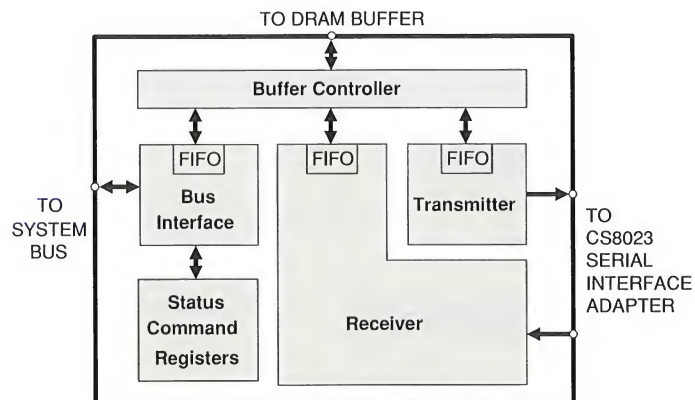 TO DRAM BUFFER
Buffer Controller
FIFO
FIFO
FIFO
Bus
Interface
Transmitter
TO
SYSTEM
BUS
TO
CS8023
SERIAL
INTERFACE
ADAPTER
Status
Command
Registers
Receiver